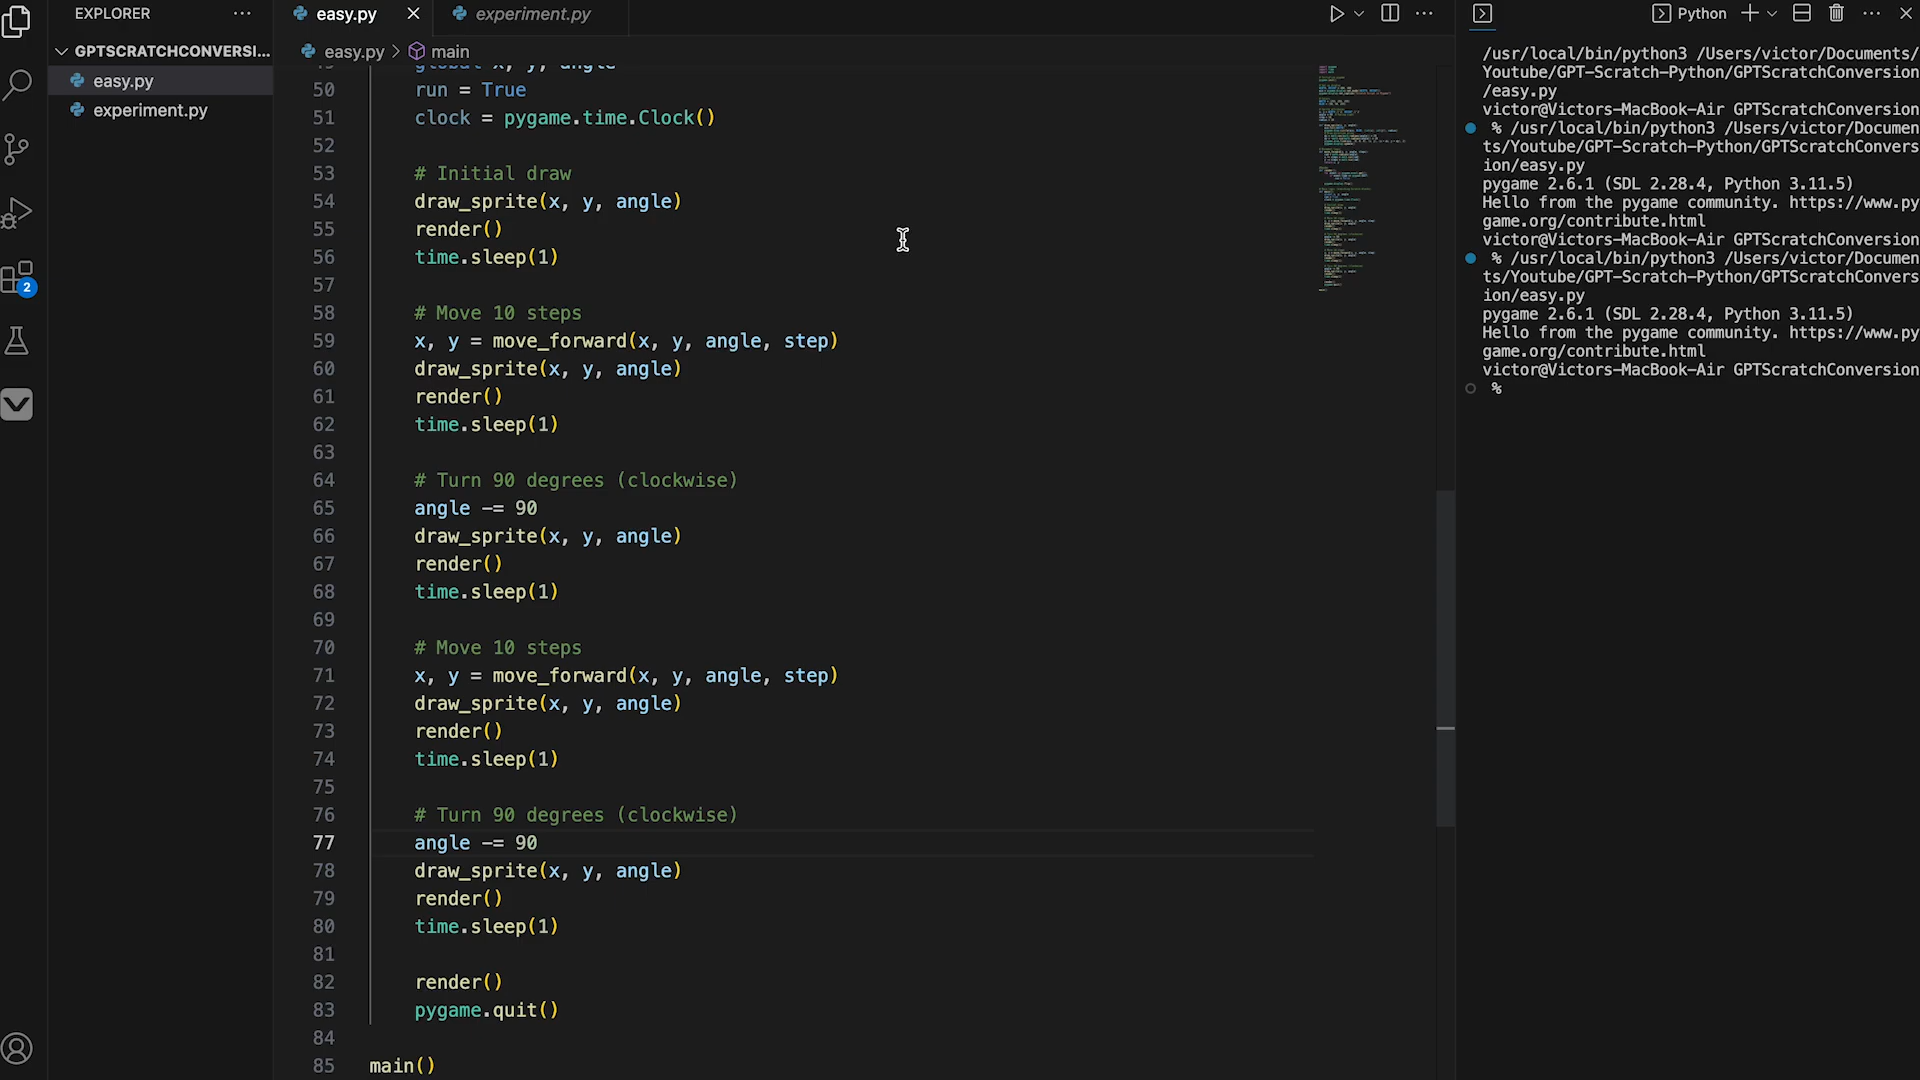 EXPLORER
GPTSCRATCHCONVERSI...
easy.py
experiment.py
2
easy.py
experiment.py
easy.py > main
global x, y, angle
50 run = True
51 clock = pygame.time.Clock()
52
53 # Initial draw
54 draw_sprite(x, y, angle)
55 render()
56 time.sleep(1)
57
58 # Move 10 steps
59 x, y = move_forward(x, y, angle, step)
60 draw_sprite(x, y, angle)
61 render()
62 time.sleep(1)
63
64 # Turn 90 degrees (clockwise)
65 angle -= 90
66 draw_sprite(x, y, angle)
67 render()
68 time.sleep(1)
69
70 # Move 10 steps
71 x, y = move_forward(x, y, angle, step)
72 draw_sprite(x, y, angle)
73 render()
74 time.sleep(1)
75
76 # Turn 90 degrees (clockwise)
77 angle -= 90
78 draw_sprite(x, y, angle)
79 render()
80 time.sleep(1)
81
82 render()
83 pygame.quit()
84
85 main()
Python
/usr/local/bin/python3 /Users/victor/Documents/
Youtube/GPT-Scratch-Python/GPTScratchConversion
/easy.py
victor@Victors-MacBook-Air GPTScratchConversion
% /usr/local/bin/python3 /Users/victor/Documen
ts/Youtube/GPT-Scratch-Python/GPTScratchConvers
ion/easy.py
pygame 2.6.1 (SDL 2.28.4, Python 3.11.5)
Hello from the pygame community. https://www.py
game.org/contribute.html
victor@Victors-MacBook-Air GPTScratchConversion
% /usr/local/bin/python3 /Users/victor/Documen
ts/Youtube/GPT-Scratch-Python/GPTScratchConvers
ion/easy.py
pygame 2.6.1 (SDL 2.28.4, Python 3.11.5)
Hello from the pygame community. https://www.py
game.org/contribute.html
victor@Victors-MacBook-Air GPTScratchConversion
%